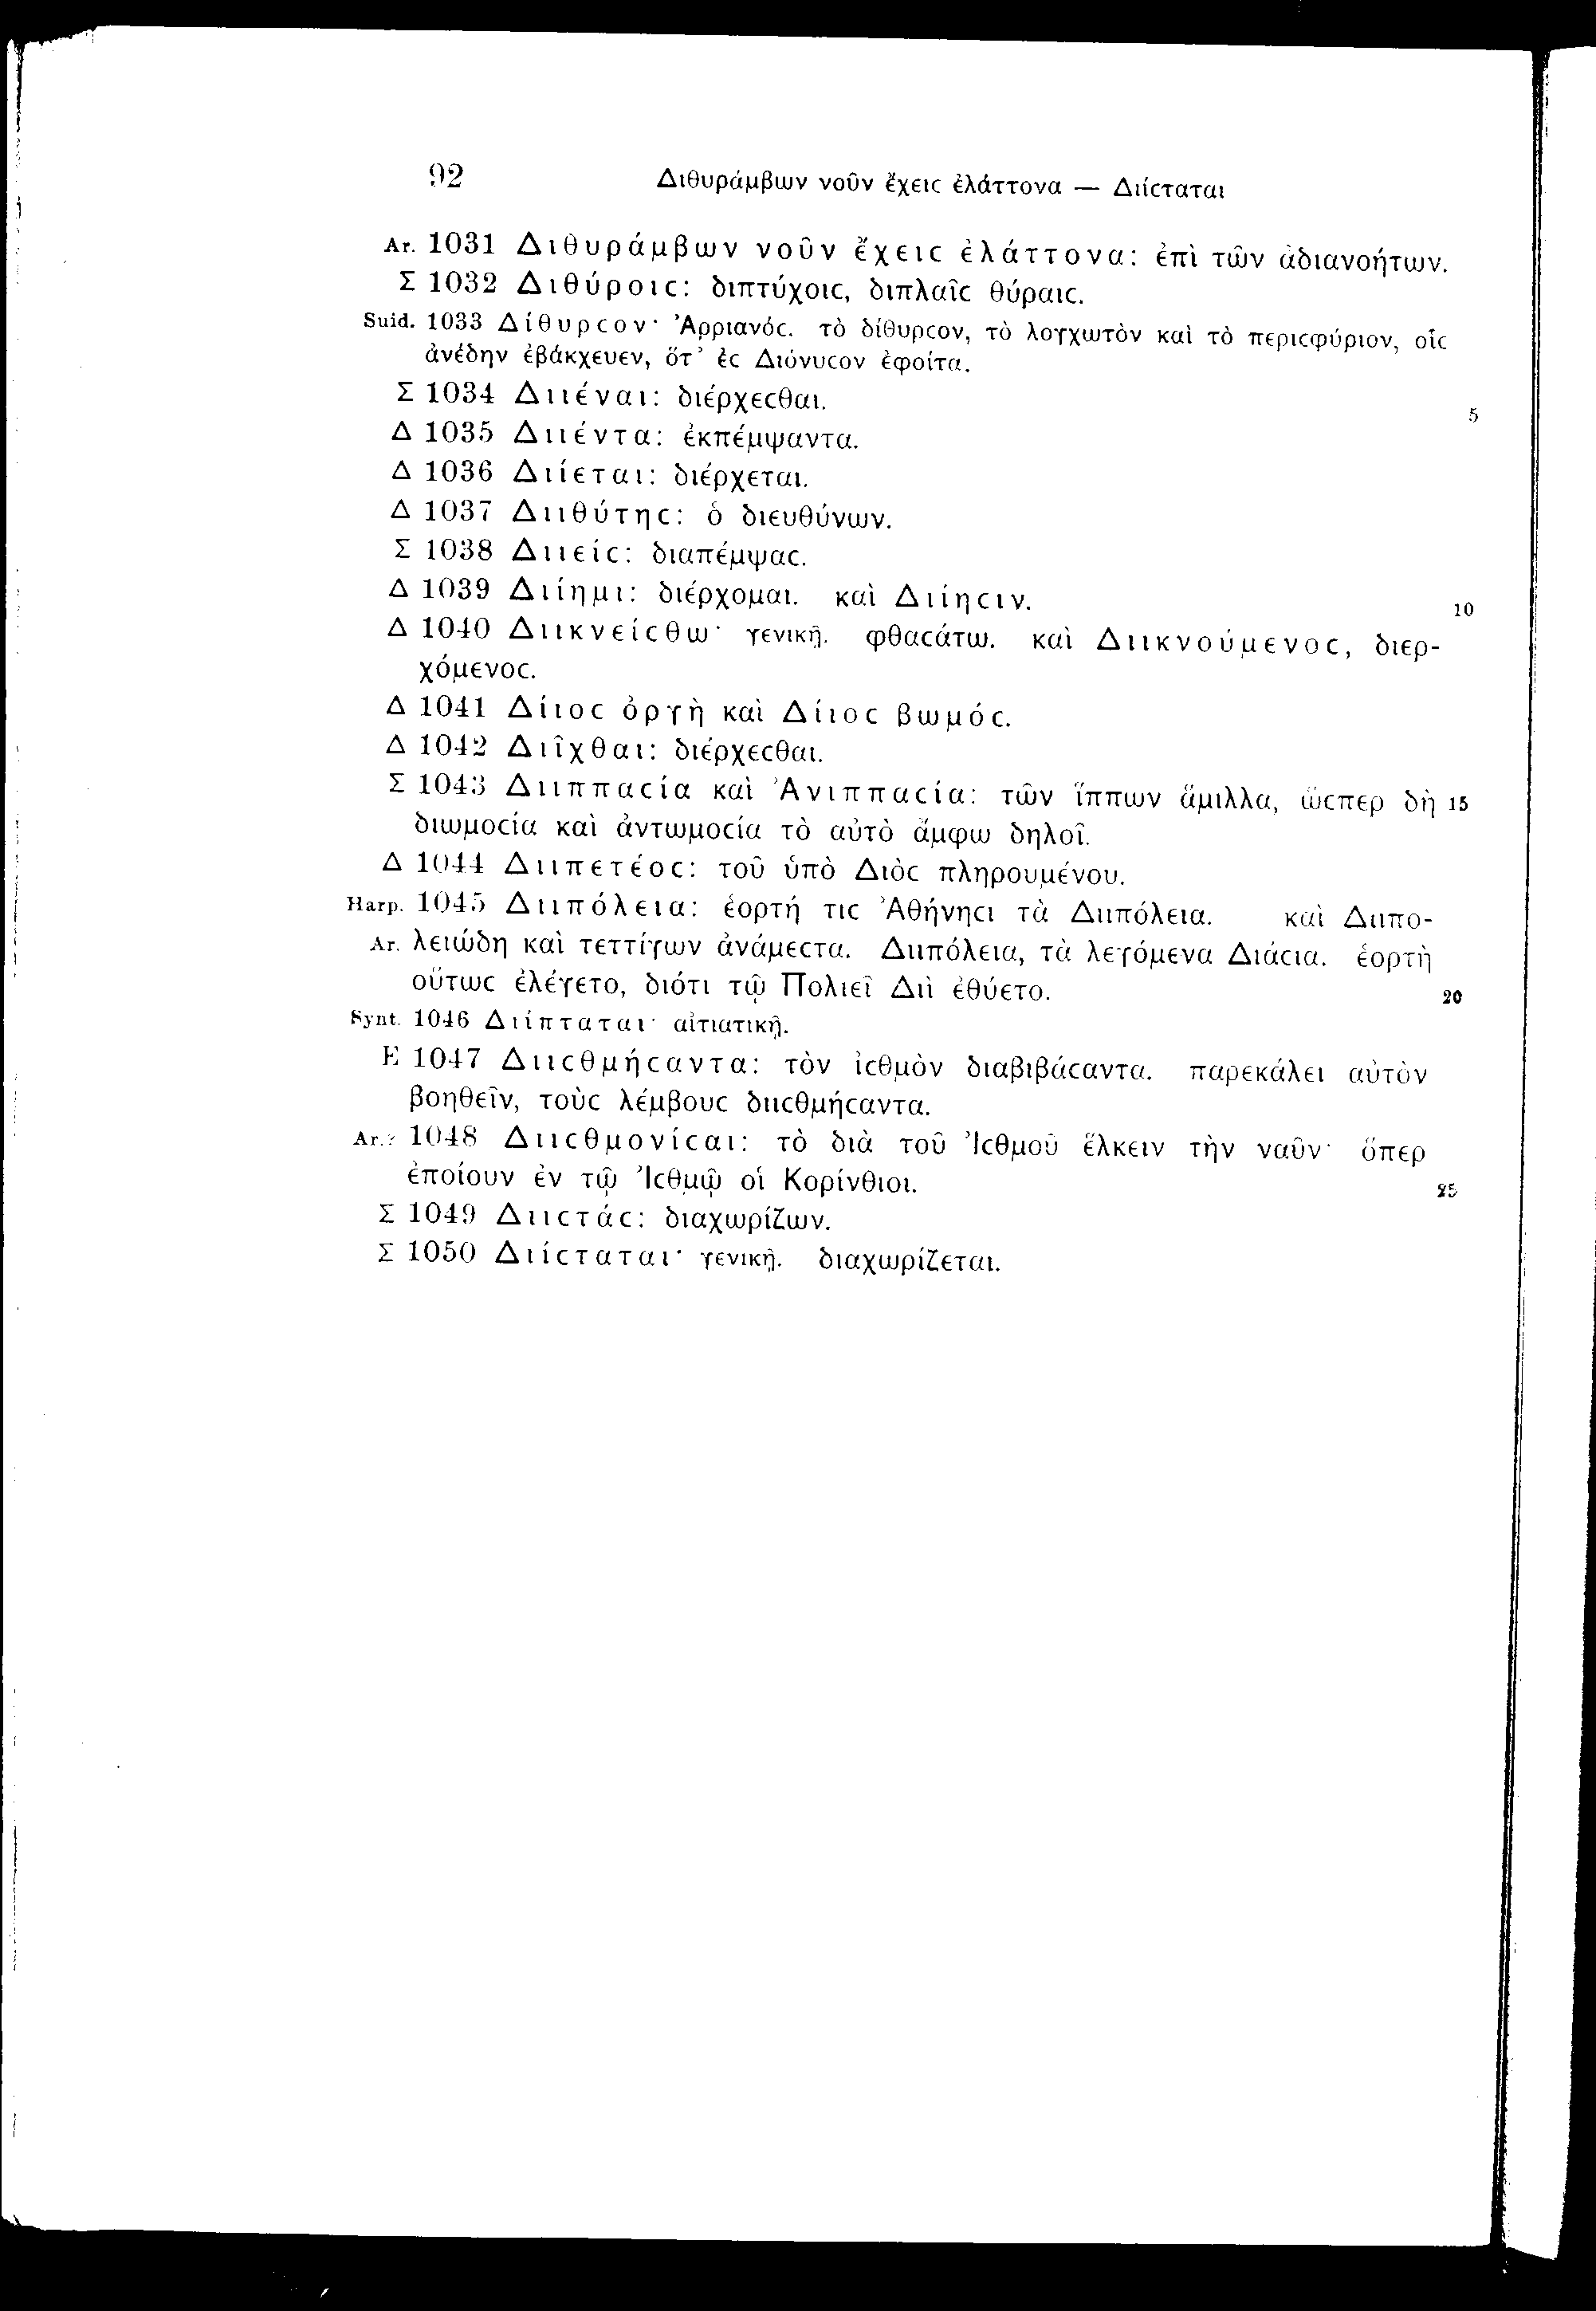 92 Διθυράμβων νοῦν ἔχειϲ ἐλάττονα — Διίϲταται
Ar. 1031 Διθυράμβων νοῦν ἔχειϲ ἐλάττονα: ἐπὶ τῶν ἀδιανοήτων.
Σ 1032 Διθύροιϲ: διπτύχοιϲ, διπλαῖϲ θύραιϲ.
Suid. 1033 Δίθυρϲον· Ἀρριανόϲ. τὸ δίθυρϲον, τὸ λογχωτὸν καὶ τὸ περιϲφύριον, οἷϲ
ἀνέδην ἐβάκχευεν, ὅτ’ ἐϲ Διόνυϲον ἐφοίτα.
Σ 1034 Διιέναι: διέρχεϲθαι. 5
Δ 1035 Διιέντα: ἐκπέμψαντα.
Δ 1036 Διίεται: διέρχεται.
Δ 1037 Διιθύτηϲ: ὁ διευθύνων.
Σ 1038 Διιείϲ: διαπέμψαϲ.
Δ 1039 Διίημι: διέρχομαι. καὶ Διίηϲιν. 10
Δ 1040 Διικνείϲθω· γενικῇ. φθαϲάτω. καὶ Διικνούμενοϲ, διερ-
χόμενοϲ.
Δ 1041 Δίιοϲ ὀργὴ καὶ Δίιοϲ βωμόϲ.
Δ 1042 Διῖχθαι: διέρχεϲθαι.
Σ 1043 Διιππαϲία καὶ Ἀνιππαϲία: τῶν ἵππων ἅμιλλα, ὥϲπερ δὴ 15
διωμοϲία καὶ ἀντωμοϲία τὸ αὐτὸ ἄμφω δηλοῖ.
Δ 1044 Διιπετέοϲ: τοῦ ὑπὸ Διὸϲ πληρουμένου.
Harp. 1045 Διιπόλεια: ἑορτή τιϲ Ἀθήνηϲι τὰ Διιπόλεια. καὶ Διιπο-
Ar. λειώδη καὶ τεττίγων ἀνάμεϲτα. Διιπόλεια, τὰ λεγόμενα Διάϲια. ἑορτὴ
οὕτωϲ ἐλέγετο, διότι τῷ Πολιεῖ Διὶ ἐθύετο. 20
Synt. 1046 Διίπταται· αἰτιατικῇ.
E 1047 Διιϲθμήϲαντα: τὸν ἰϲθμὸν διαβιβάϲαντα. παρεκάλει αὐτὸν
βοηθεῖν, τοὺϲ λέμβουϲ διιϲθμήϲαντα.
Ar.? 1048 Διιϲθμονίϲαι: τὸ διὰ τοῦ Ἰϲθμοῦ ἕλκειν τὴν ναῦν· ὅπερ
ἐποίουν ἐν τῷ Ἰϲθμῷ οἱ Κορίνθιοι. 25
Σ 1049 Διιϲτάϲ: διαχωρίζων.
Σ 1050 Διίϲταται· γενικῇ. διαχωρίζεται.